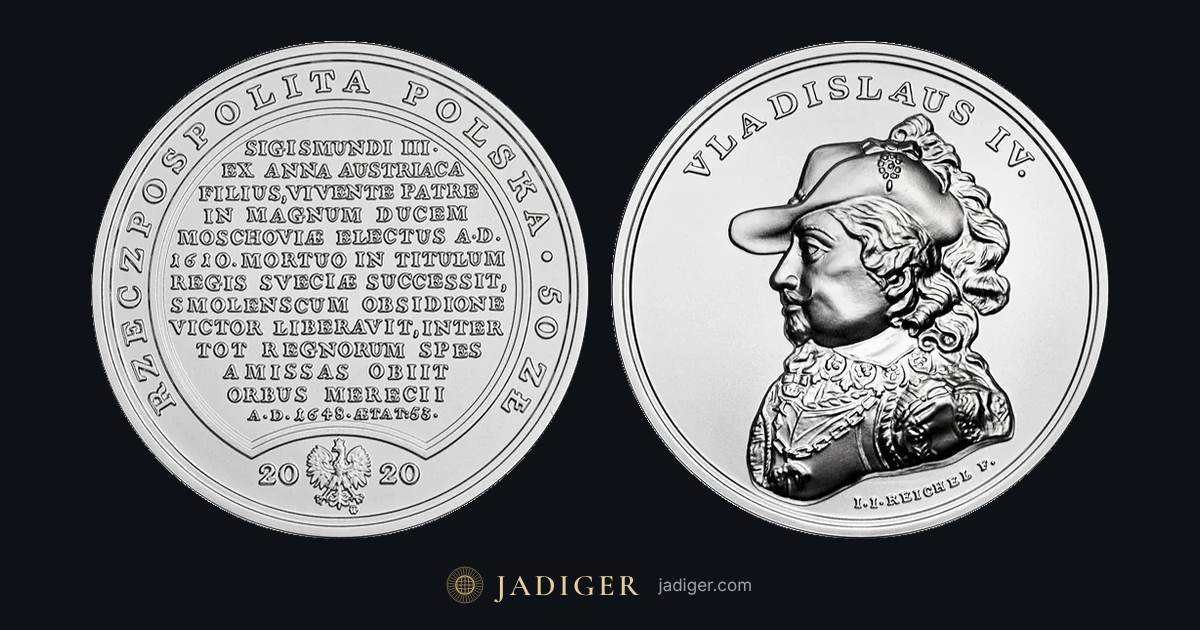 RZECZPOSPOLITA POLSKA · 50 ZŁ
SIGISMUNDI III·
EX ANNA AUSTRIACA
FILIUS, VIVENTE PATRE
IN MAGNUM DUCEM
MOSCHOVIÆ ELECTUS A·D.
1610. MORTUO IN TITULUM
REGIS SVECIÆ SUCCESSIT,
SMOLENSCUM OBSIDIONE
VICTOR LIBERAVIT, INTER
TOT REGNORUM SPES
AMISSAS OBIIT
ORBUS MERECII
A·D. 1648·ÆTAT:53.
20 20
VLADISLAUS IV.
I·I·REICHEL F.
JADIGER jadiger.com